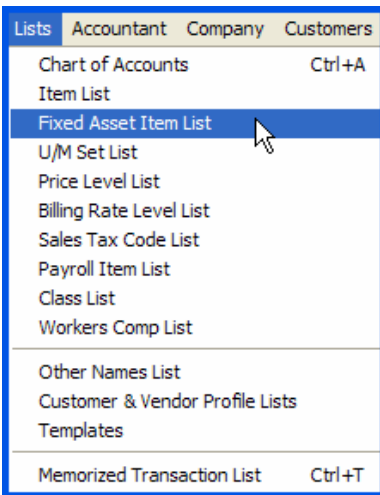 Lists Accountant Company Customers
Chart of Accounts Ctrl+A
Item List
Fixed Asset Item List
U/M Set List
Price Level List
Billing Rate Level List
Sales Tax Code List
Payroll Item List
Class List
Workers Comp List
Other Names List
Customer & Vendor Profile Lists
Templates
Memorized Transaction List Ctrl+T